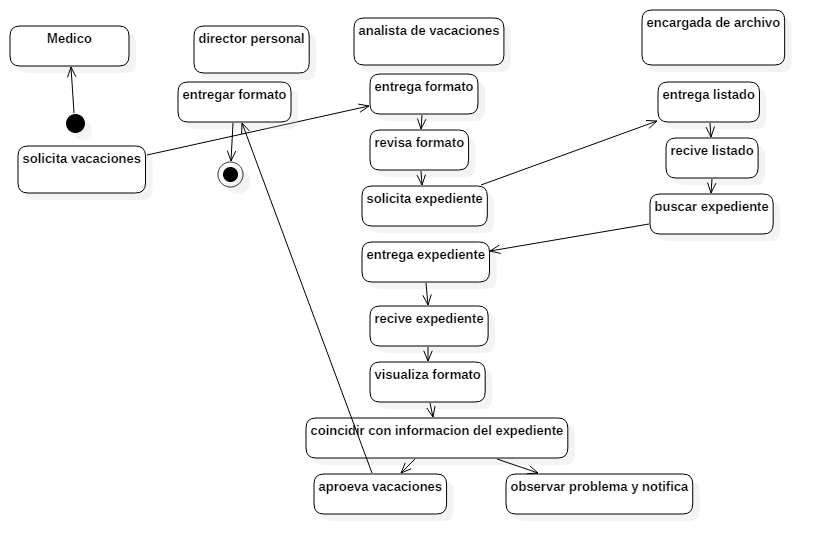 Medico
director personal
analista de vacaciones
encargada de archivo
entregar formato
entrega formato
entrega listado
solicita vacaciones
revisa formato
recive listado
solicita expediente
buscar expediente
entrega expediente
recive expediente
visualiza formato
coincidir con informacion del expediente
aproeva vacaciones
observar problema y notifica